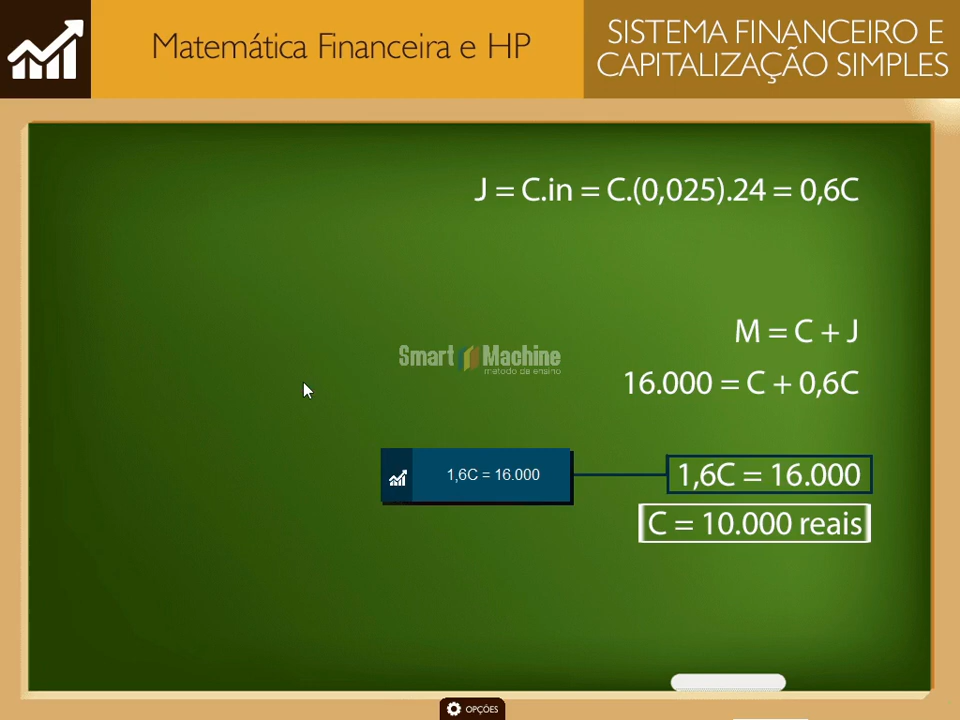 Matemática Financeira e HP
SISTEMA FINANCEIRO E
CAPITALIZAÇÃO SIMPLES
J = C.in = C.(0,025).24 = 0,6C
M = C + J
Smart Machine
método de ensino
16.000 = C + 0,6C
1,6C = 16.000
1,6C = 16.000
C = 10.000 reais
OPÇÕES